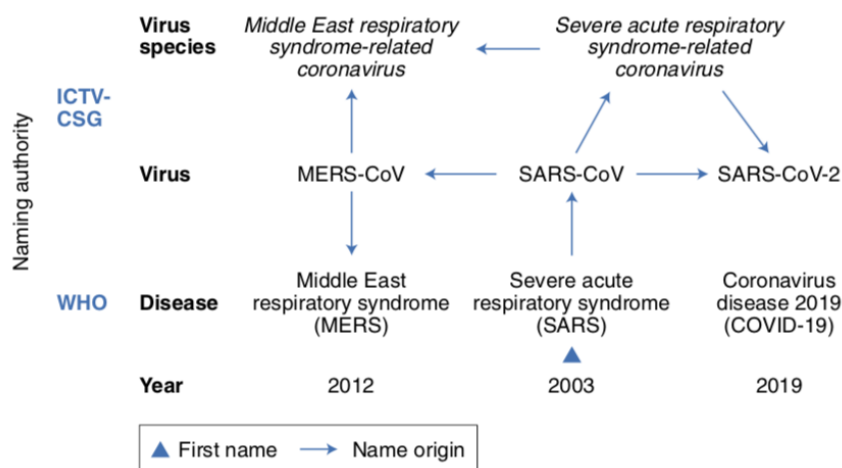 Virus
species
Middle East respiratory
syndrome-related
coronavirus
Severe acute respiratory
syndrome-related
coronavirus
Naming authority
ICTV-
CSG
Virus
MERS-CoV
SARS-CoV
SARS-CoV-2
WHO
Disease
Middle East
respiratory syndrome
(MERS)
Severe acute
respiratory syndrome
(SARS)
Coronavirus
disease 2019
(COVID-19)
Year
2012
2003
2019
First name
Name origin